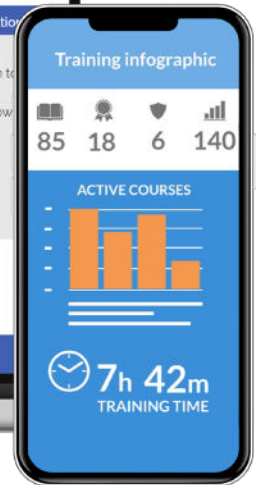 Training infographic
85 18 6 140
ACTIVE COURSES
7h 42m
TRAINING TIME